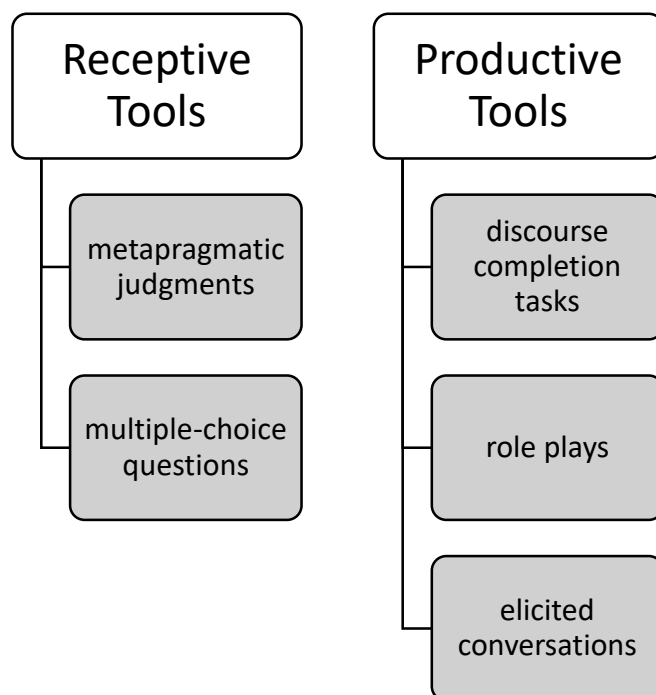 Receptive
Tools
metapragmatic
judgments
multiple-choice
questions
Productive
Tools
discourse
completion
tasks
role plays
elicited
conversations